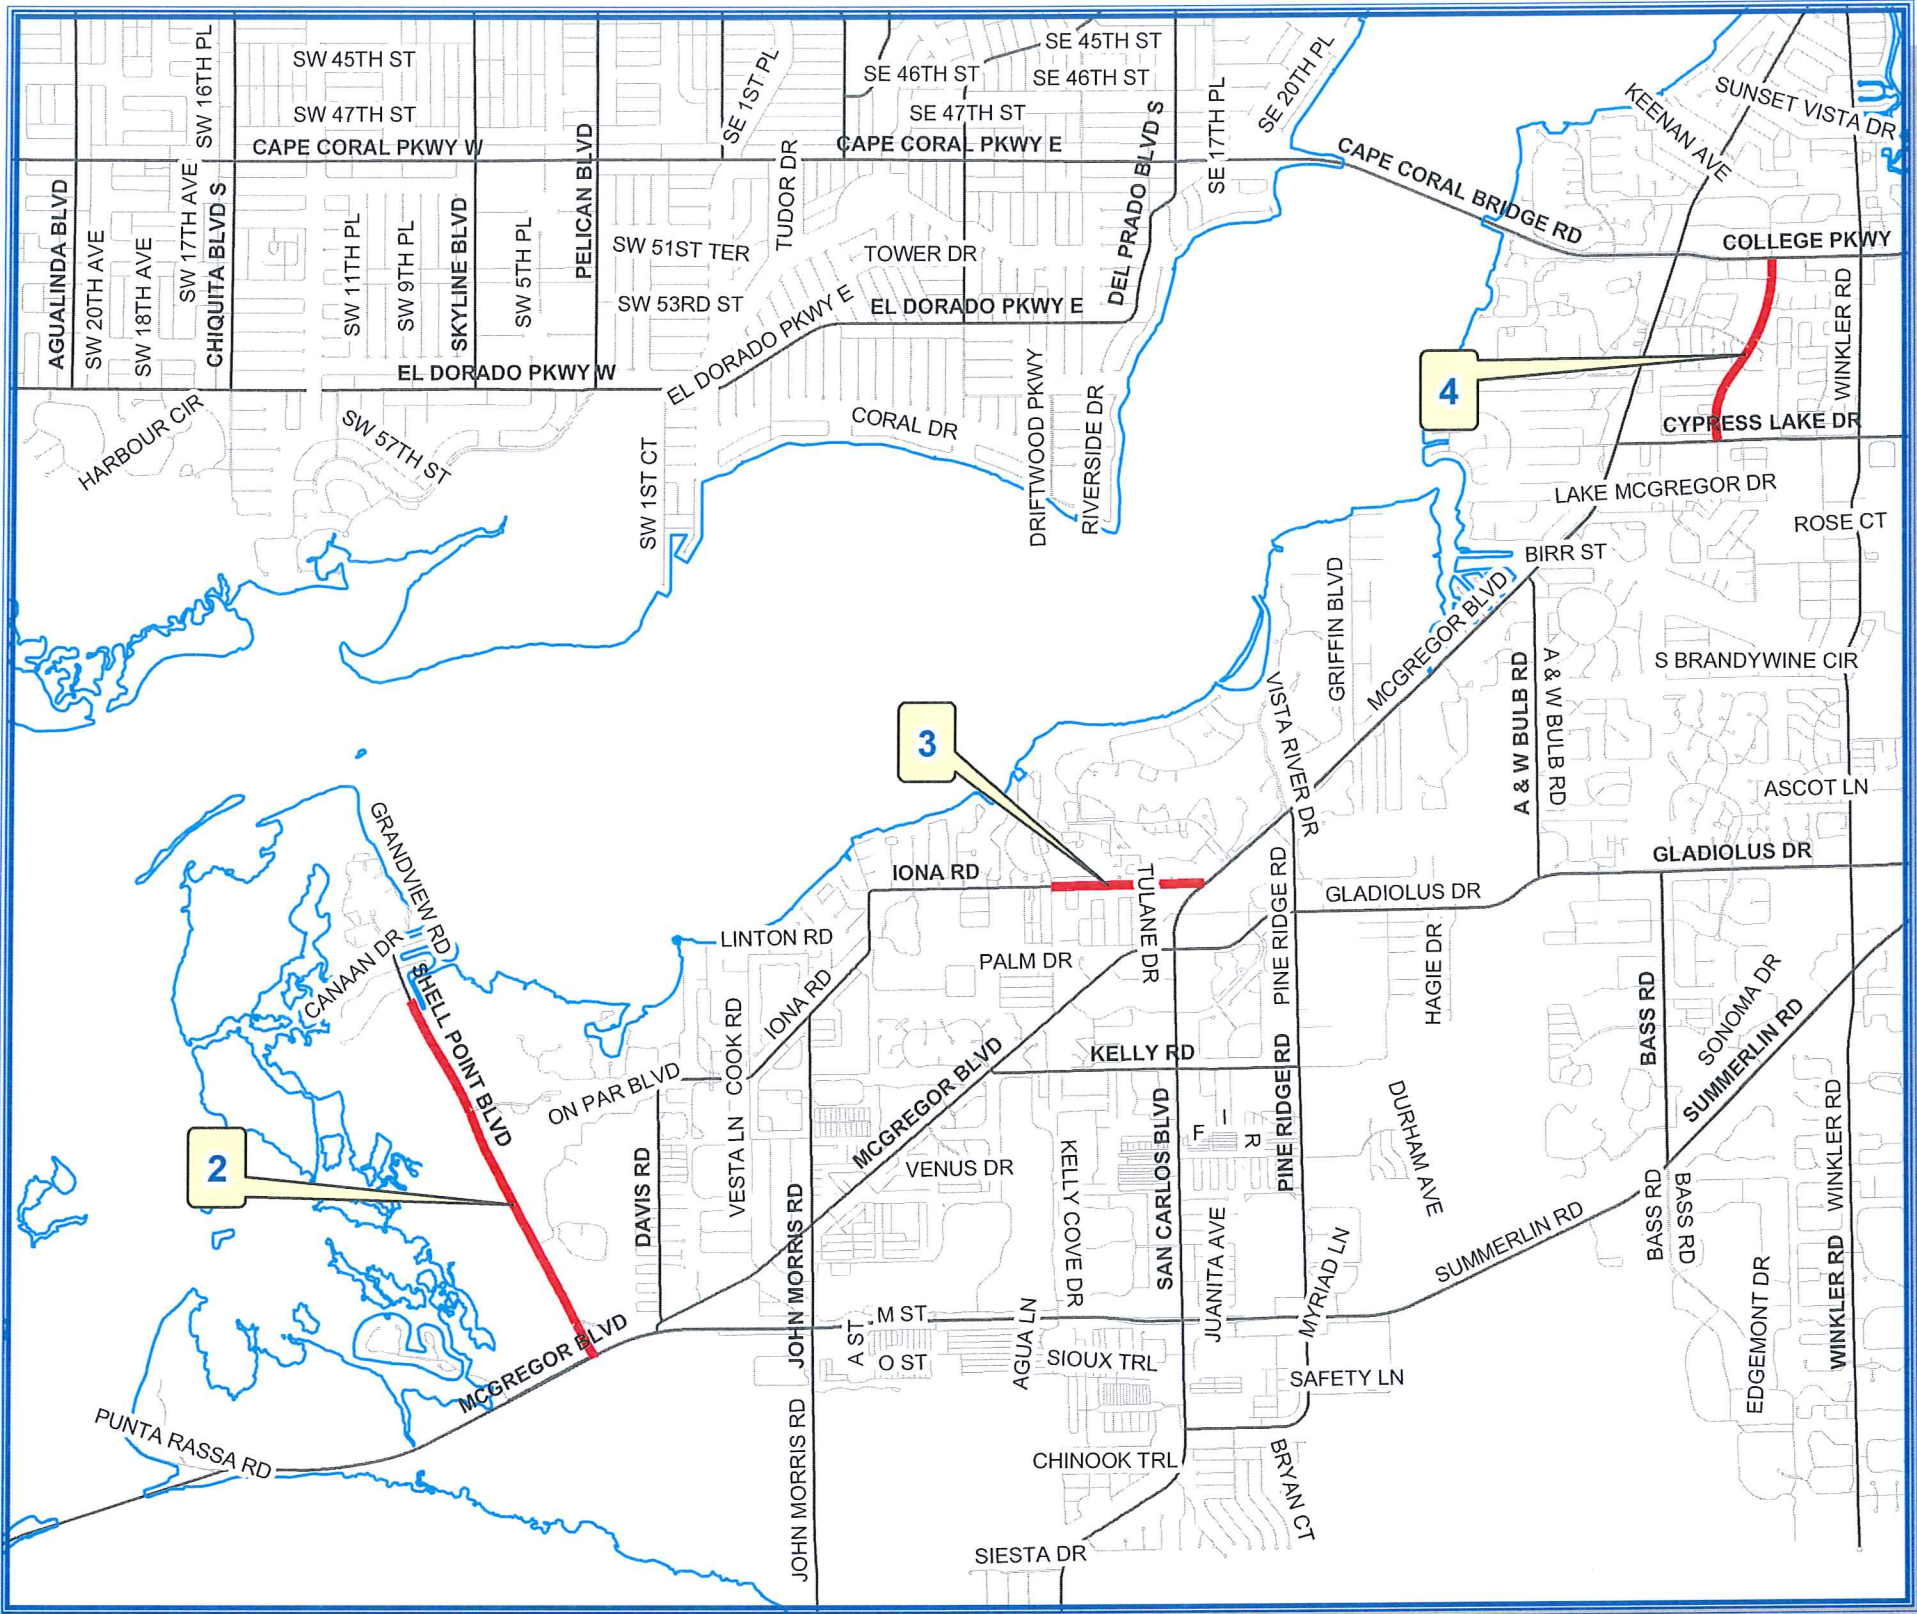 SW 45TH ST
SW 47TH ST
SW 16TH PL
SE 1ST PL
SE 45TH ST
SE 46TH ST
SE 46TH ST
SE 47TH ST
SE 17TH PL
SE 20TH PL
KEENAN AVE
SUNSET VISTA DR
CAPE CORAL PKWY W
CAPE CORAL PKWY E
CAPE CORAL BRIDGE RD
COLLEGE PKWY
AGUALINDA BLVD
SW 20TH AVE
SW 18TH AVE
SW 17TH AVE
CHIQUITA BLVD S
SW 11TH PL
SW 9TH PL
SKYLINE BLVD
SW 5TH PL
PELICAN BLVD
TUDOR DR
SW 51ST TER
SW 53RD ST
TOWER DR
DEL PRADO BLVD S
EL DORADO PKWY E
EL DORADO PKWY E
EL DORADO PKWY W
WINKLER RD
4
CYPRESS LAKE DR
HARBOUR CIR
SW 57TH ST
SW 1ST CT
CORAL DR
DRIFTWOOD PKWY
RIVERSIDE DR
LAKE MCGREGOR DR
ROSE CT
BIRR ST
GRIFFIN BLVD
MCGREGOR BLVD
A & W BULB RD
A & W BULB RD
S BRANDYWINE CIR
VISTA RIVER DR
3
ASCOT LN
GRANDVIEW RD
IONA RD
TULANE DR
PINE RIDGE RD
GLADIOLUS DR
GLADIOLUS DR
LINTON RD
CANAAN DR
SHELL POINT BLVD
PALM DR
IONA RD
COOK RD
HAGIE DR
BASS RD
SONOMA DR
SUMMERLIN RD
KELLY RD
MCGREGOR BLVD
ON PAR BLVD
VESTA LN
DAVIS RD
JOHN MORRIS RD
VENUS DR
KELLY COVE DR
SAN CARLOS BLVD
F
I
R
PINE RIDGE RD
DURHAM AVE
WINKLER RD
2
JUANITA AVE
MYRIAD LN
SUMMERLIN RD
BASS RD
BASS RD
EDGEMONT DR
WINKLER RD
MCGREGOR BLVD
A ST
M ST
O ST
AGUA LN
SIOUX TRL
SAFETY LN
PUNTA RASSA RD
JOHN MORRIS RD
CHINOOK TRL
BRYAN CT
SIESTA DR